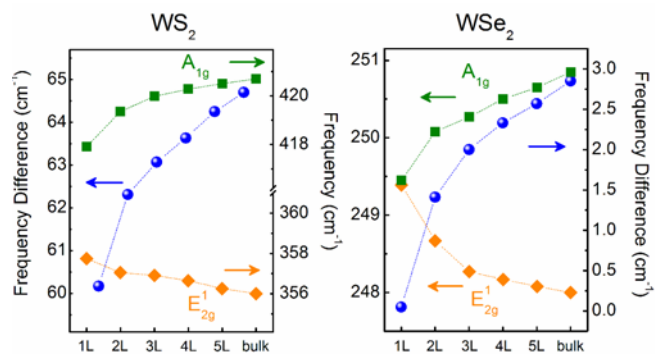 WS2
WSe2
Frequency Difference (cm-1)
65
64
63
62
61
60
A1g
E12g
420
418
360
358
356
Frequency (cm-1)
1L 2L 3L 4L 5L bulk
251
250
249
248
A1g
E12g
3.0
2.5
2.0
1.5
1.0
0.5
0.0
Frequency Difference (cm-1)
1L 2L 3L 4L 5L bulk